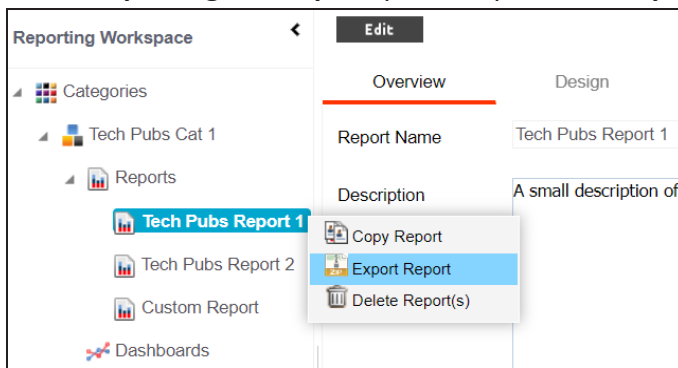 Reporting Workspace
Edit
Categories
Overview
Design
Tech Pubs Cat 1
Report Name
Tech Pubs Report 1
Reports
Description
A small description of
Tech Pubs Report 1
Copy Report
Tech Pubs Report 2
ZIP
Export Report
Custom Report
Delete Report(s)
Dashboards